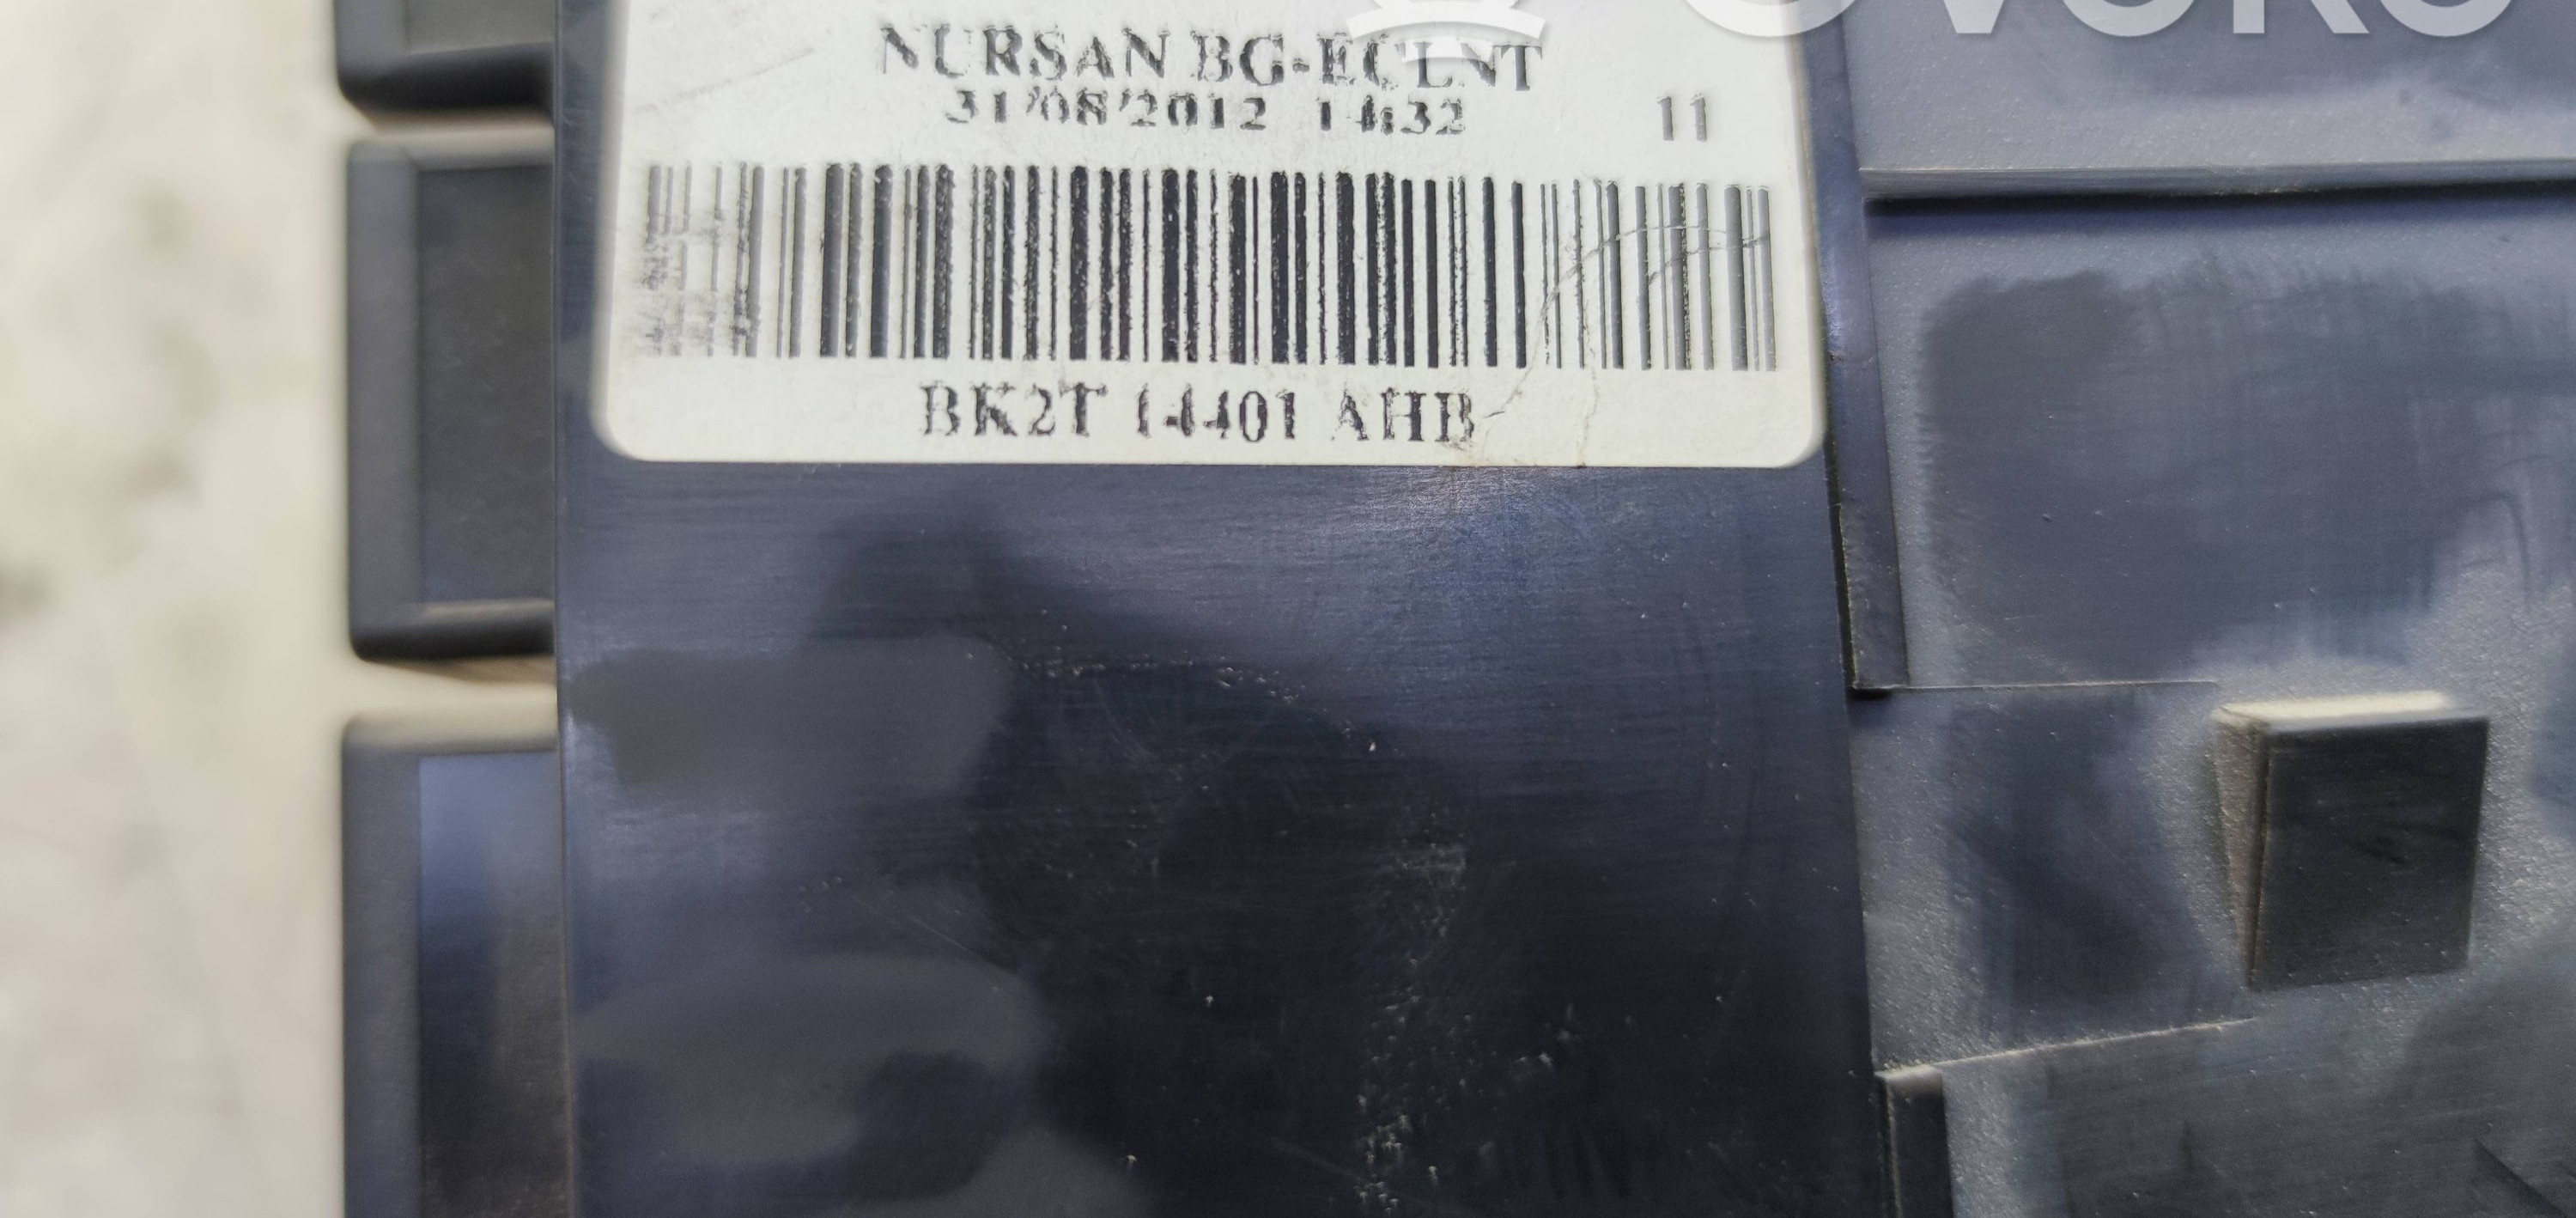 NURSAN BG-ECLNT
31/08/2012 14:32 11
BK2T 14401 AHB